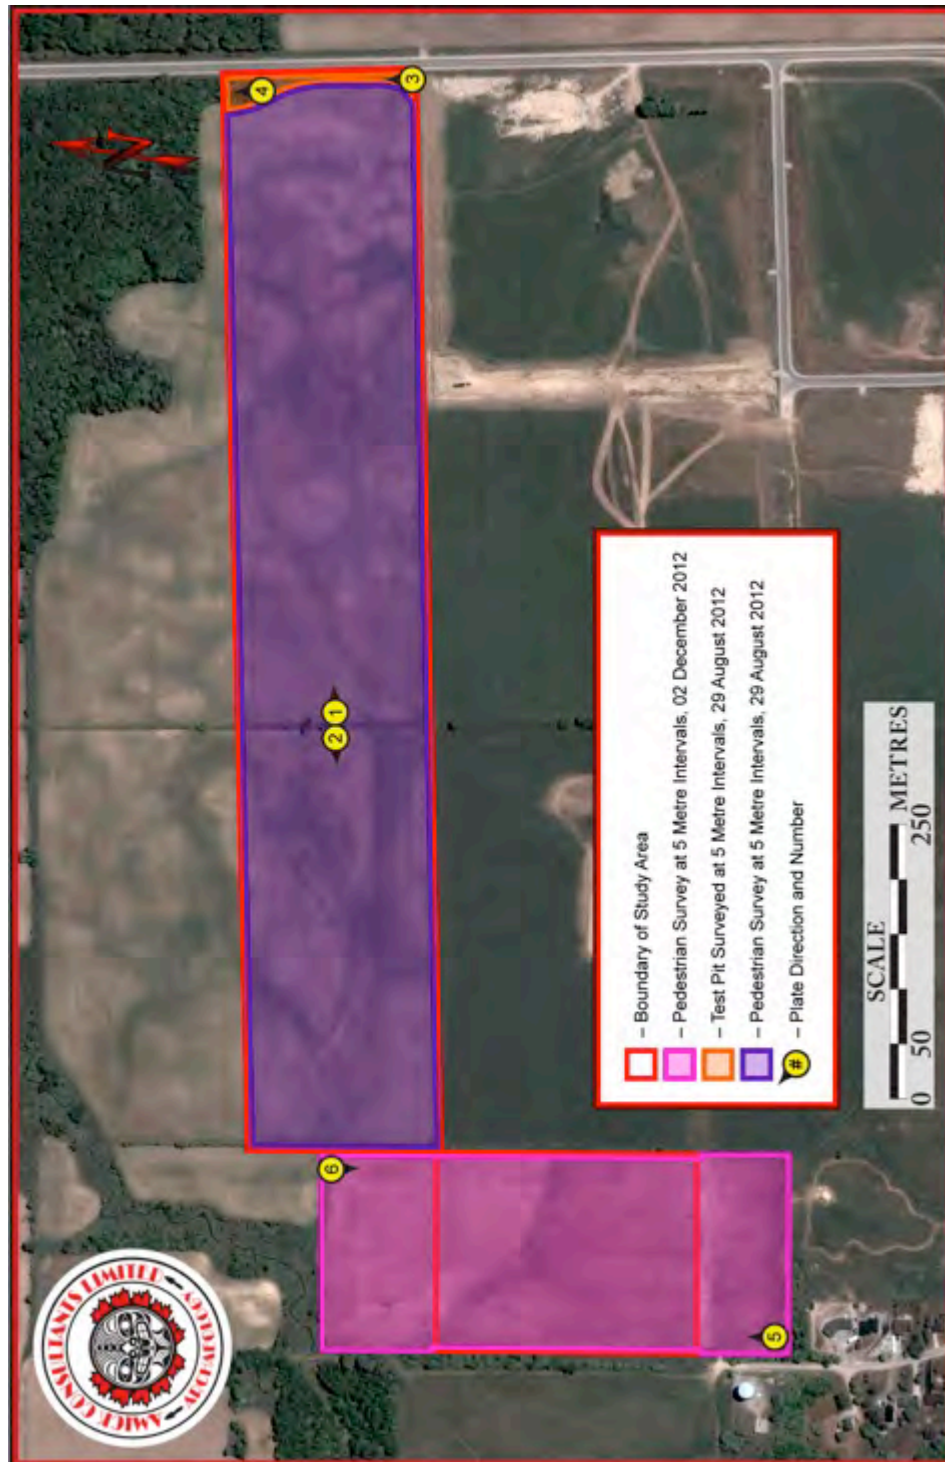 AMICK CONSULTANTS LIMITED
ARCHAEOLOGY
N
4
3
2
1
6
5
– Boundary of Study Area
– Pedestrian Survey at 5 Metre Intervals, 02 December 2012
– Test Pit Surveyed at 5 Metre Intervals, 29 August 2012
– Pedestrian Survey at 5 Metre Intervals, 29 August 2012
# – Plate Direction and Number
SCALE
0 50 250
METRES